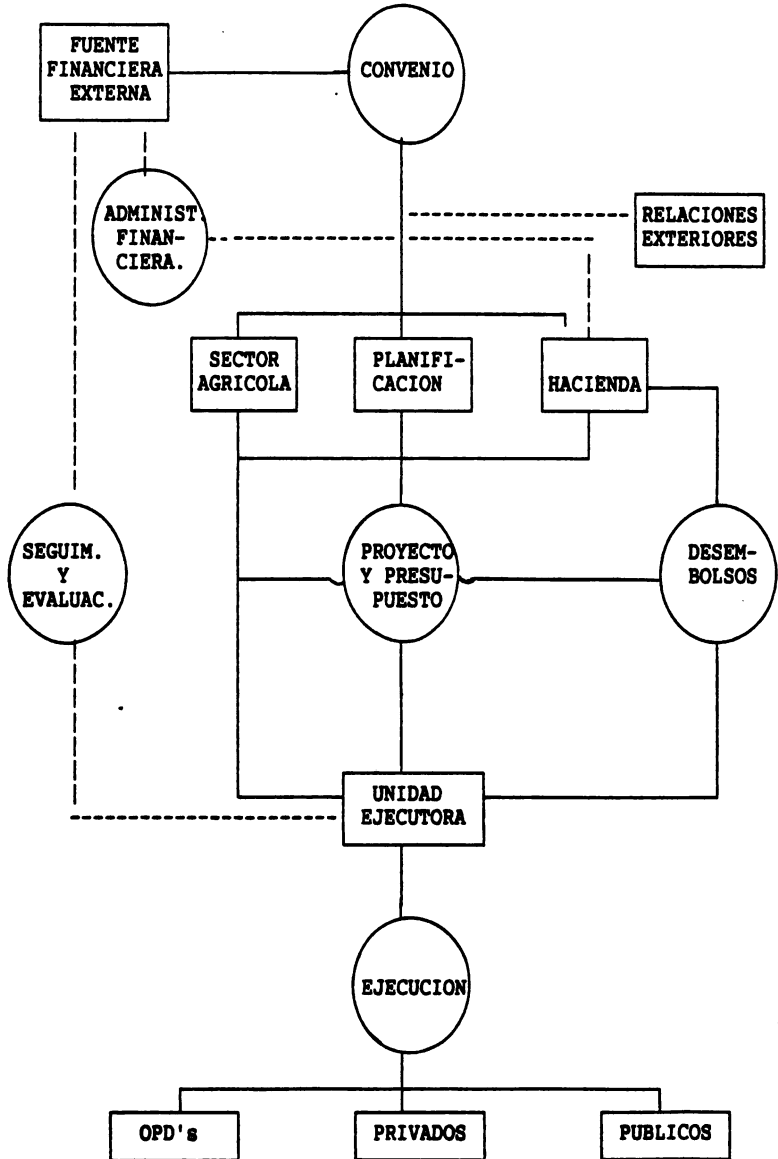 FUENTE
FINANCIERA
EXTERNA
CONVENIO
ADMINIST.
FINAN-
CIERA.
RELACIONES
EXTERIORES
SECTOR
AGRICOLA
PLANIFI-
CACION
HACIENDA
SEGUIM.
Y
EVALUAC.
PROYECTO
Y PRESU-
PUESTO
DESEM-
BOLSOS
UNIDAD
EJECUTORA
EJECUCION
OPD's
PRIVADOS
PUBLICOS